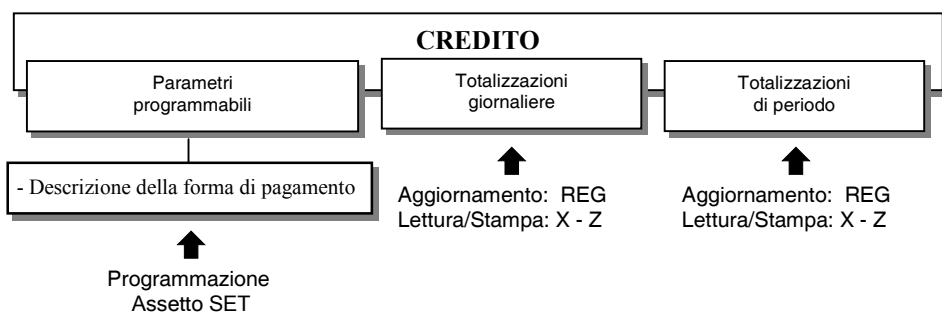 CREDITO
Parametri
programmabili
Totalizzazioni
giornaliere
Totalizzazioni
di periodo
- Descrizione della forma di pagamento
Aggiornamento: REG
Lettura/Stampa: X - Z
Aggiornamento: REG
Lettura/Stampa: X - Z
Programmazione
Assetto SET